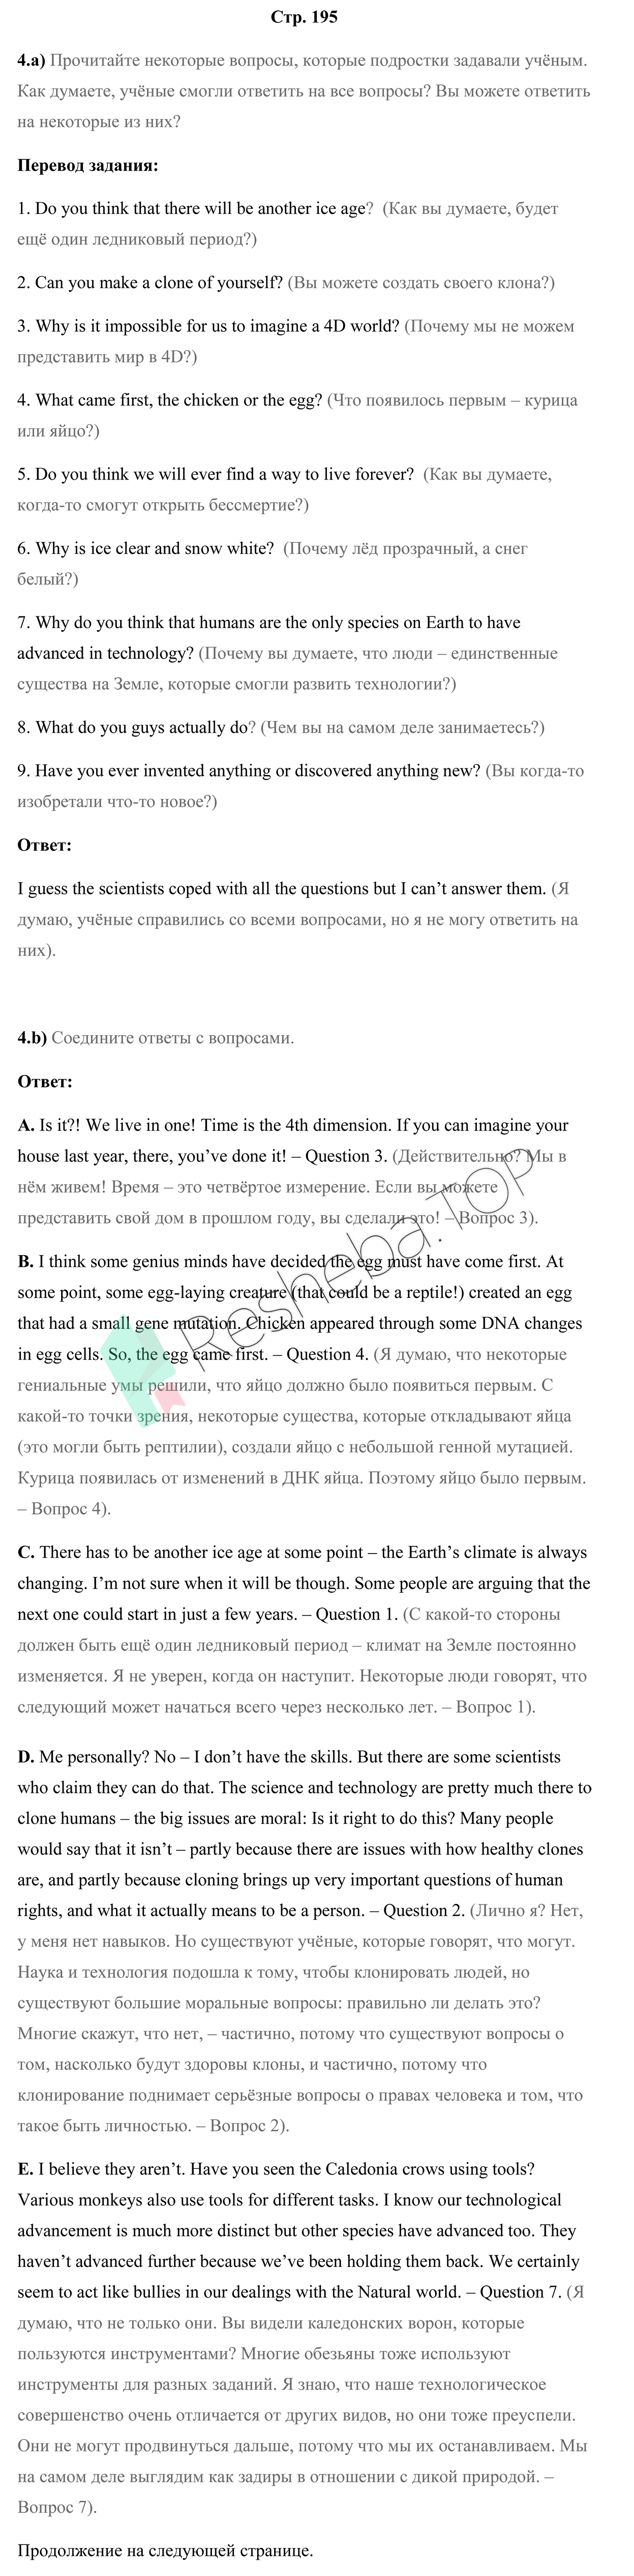 Стр. 195
4.a) Прочитайте некоторые вопросы, которые подростки задавали учёным.
Как думаете, учёные смогли ответить на все вопросы? Вы можете ответить
на некоторые из них?
Перевод задания:
1. Do you think that there will be another ice age? (Как вы думаете, будет
ещё один ледниковый период?)
2. Can you make a clone of yourself? (Вы можете создать своего клона?)
3. Why is it impossible for us to imagine a 4D world? (Почему мы не можем
представить мир в 4D?)
4. What came first, the chicken or the egg? (Что появилось первым – курица
или яйцо?)
5. Do you think we will ever find a way to live forever? (Как вы думаете,
когда-то смогут открыть бессмертие?)
6. Why is ice clear and snow white? (Почему лёд прозрачный, а снег
белый?)
7. Why do you think that humans are the only species on Earth to have
advanced in technology? (Почему вы думаете, что люди – единственные
существа на Земле, которые смогли развить технологии?)
8. What do you guys actually do? (Чем вы на самом деле занимаетесь?)
9. Have you ever invented anything or discovered anything new? (Вы когда-то
изобретали что-то новое?)
Ответ:
I guess the scientists coped with all the questions but I can’t answer them. (Я
думаю, учёные справились со всеми вопросами, но я не могу ответить на
них).
4.b) Соедините ответы с вопросами.
Ответ:
A. Is it?! We live in one! Time is the 4th dimension. If you can imagine your
house last year, there, you’ve done it! – Question 3. (Действительно? Мы в
нём живем! Время – это четвёртое измерение. Если вы можете
представить свой дом в прошлом году, вы сделали это! – Вопрос 3).
B. I think some genius minds have decided the egg must have come first. At
some point, some egg-laying creature (that could be a reptile!) created an egg
that had a small gene mutation. Chicken appeared through some DNA changes
in egg cells. So, the egg came first. – Question 4. (Я думаю, что некоторые
гениальные умы решили, что яйцо должно было появиться первым. С
какой-то точки зрения, некоторые существа, которые откладывают яйца
(это могли быть рептилии), создали яйцо с небольшой генной мутацией.
Курица появилась от изменений в ДНК яйца. Поэтому яйцо было первым.
– Вопрос 4).
Resheba.TOP
C. There has to be another ice age at some point – the Earth’s climate is always
changing. I’m not sure when it will be though. Some people are arguing that the
next one could start in just a few years. – Question 1. (С какой-то стороны
должен быть ещё один ледниковый период – климат на Земле постоянно
изменяется. Я не уверен, когда он наступит. Некоторые люди говорят, что
следующий может начаться всего через несколько лет. – Вопрос 1).
D. Me personally? No – I don’t have the skills. But there are some scientists
who claim they can do that. The science and technology are pretty much there to
clone humans – the big issues are moral: Is it right to do this? Many people
would say that it isn’t – partly because there are issues with how healthy clones
are, and partly because cloning brings up very important questions of human
rights, and what it actually means to be a person. – Question 2. (Лично я? Нет,
у меня нет навыков. Но существуют учёные, которые говорят, что могут.
Наука и технология подошла к тому, чтобы клонировать людей, но
существуют большие моральные вопросы: правильно ли делать это?
Многие скажут, что нет, – частично, потому что существуют вопросы о
том, насколько будут здоровы клоны, и частично, потому что
клонирование поднимает серьёзные вопросы о правах человека и том, что
такое быть личностью. – Вопрос 2).
E. I believe they aren’t. Have you seen the Caledonia crows using tools?
Various monkeys also use tools for different tasks. I know our technological
advancement is much more distinct but other species have advanced too. They
haven’t advanced further because we’ve been holding them back. We certainly
seem to act like bullies in our dealings with the Natural world. – Question 7. (Я
думаю, что не только они. Вы видели каледонских ворон, которые
пользуются инструментами? Многие обезьяны тоже используют
инструменты для разных заданий. Я знаю, что наше технологическое
совершенство очень отличается от других видов, но они тоже преуспели.
Они не могут продвинуться дальше, потому что мы их останавливаем. Мы
на самом деле выглядим как задиры в отношении с дикой природой. –
Вопрос 7).
Продолжение на следующей странице.